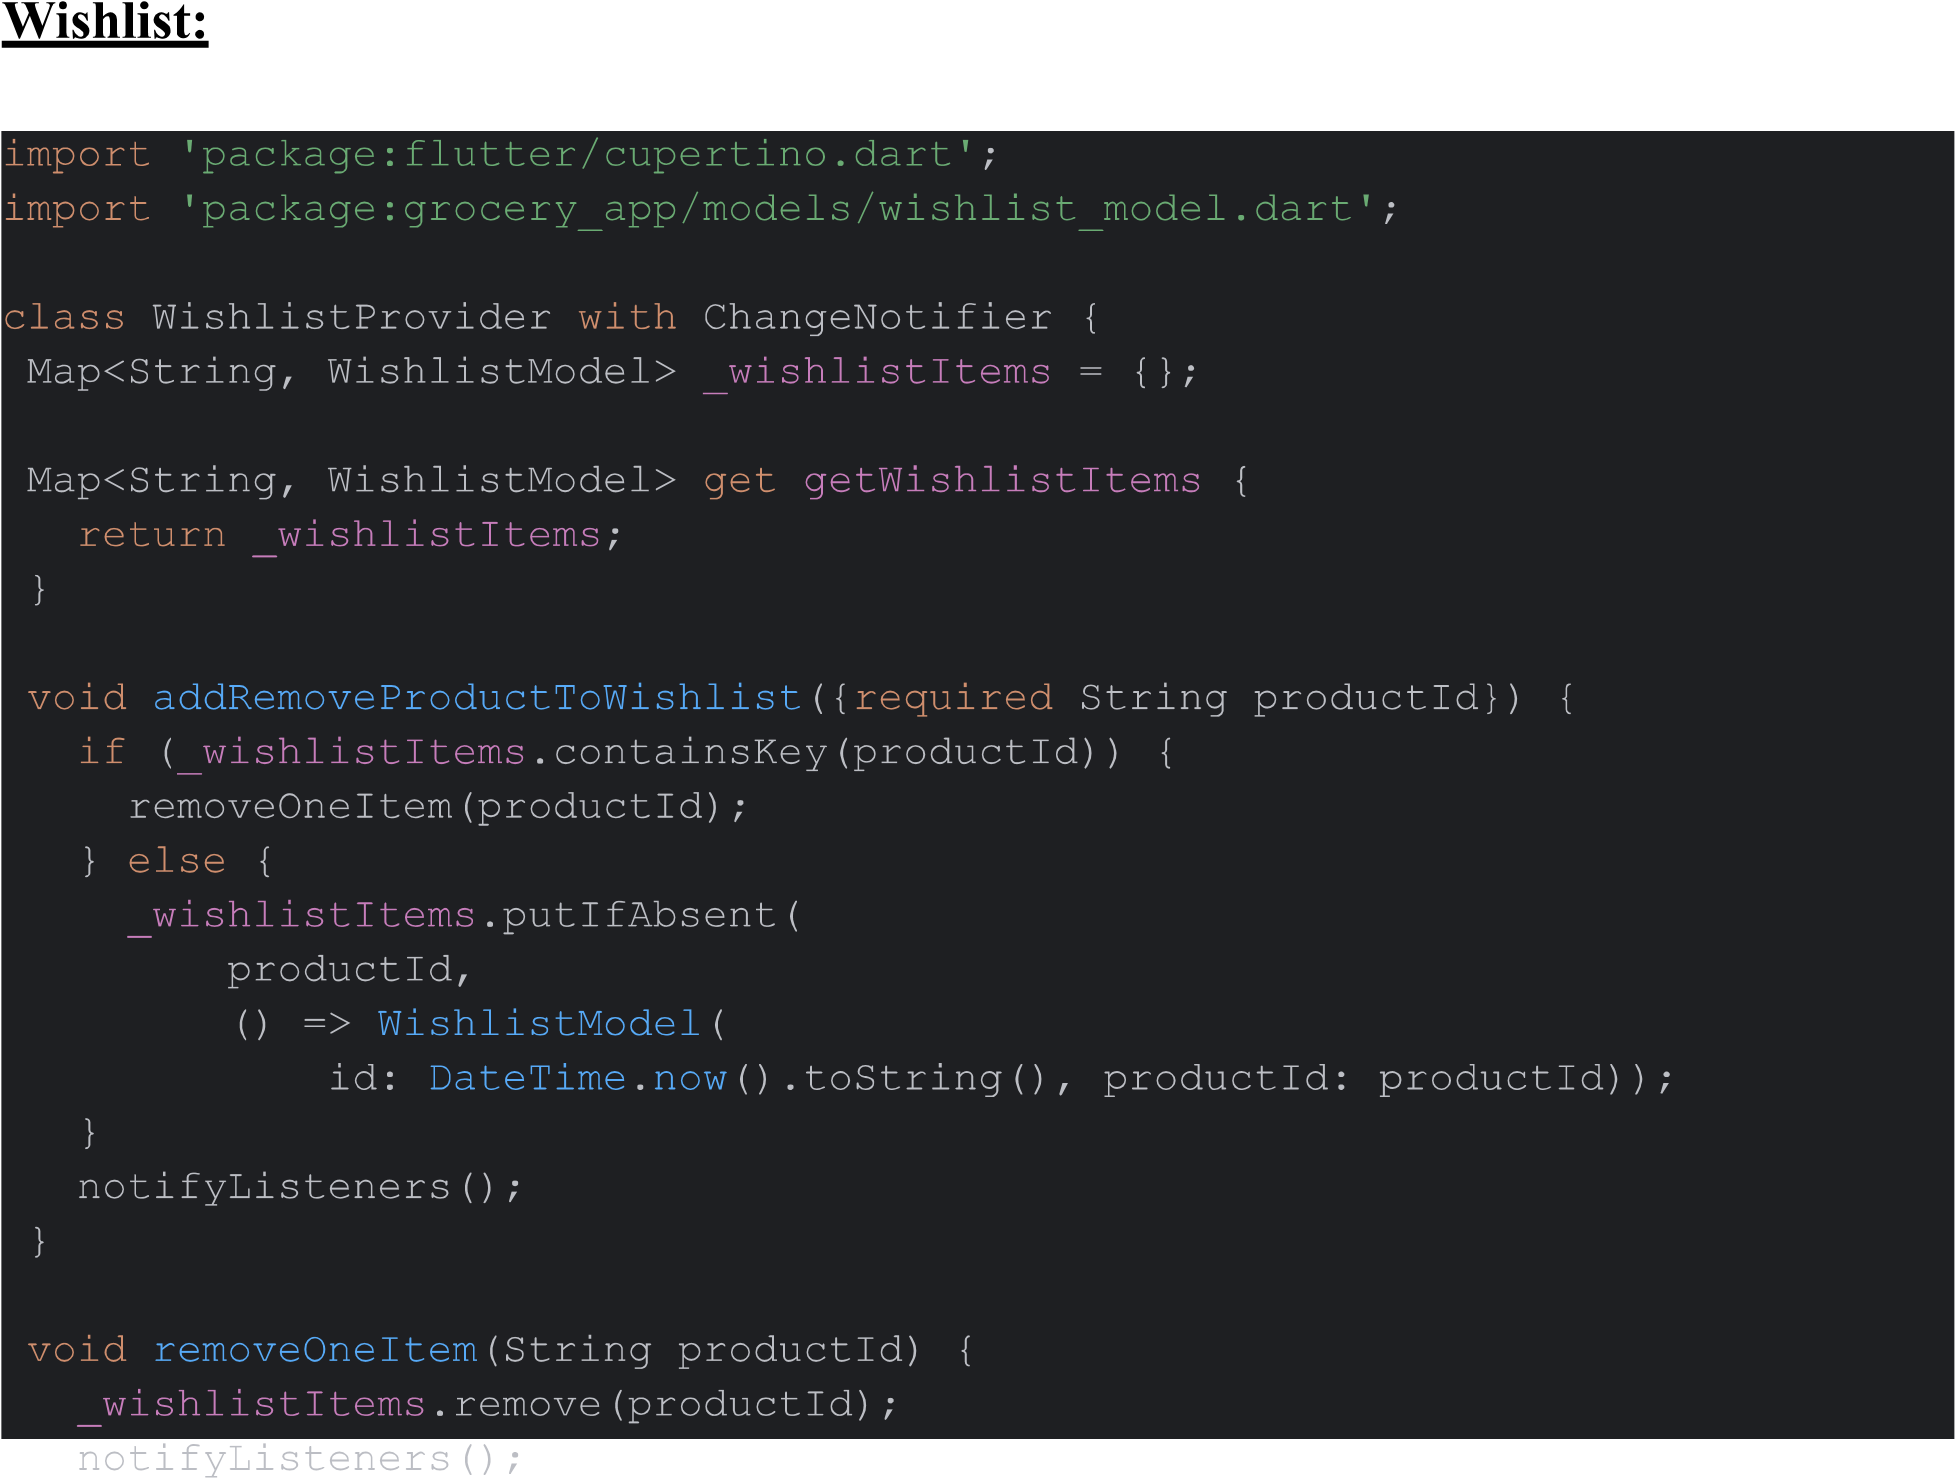 Wishlist:
import 'package:flutter/cupertino.dart';
import 'package:grocery_app/models/wishlist_model.dart';
class WishlistProvider with ChangeNotifier {
Map<String, WishlistModel> _wishlistItems = {};
Map<String, WishlistModel> get getWishlistItems {
return _wishlistItems;
}
void addRemoveProductToWishlist({required String productId}) {
if (_wishlistItems.containsKey(productId)) {
removeOneItem(productId);
} else {
_wishlistItems.putIfAbsent(
productId,
() => WishlistModel(
id: DateTime.now().toString(), productId: productId));
}
notifyListeners();
}
void removeOneItem(String productId) {
_wishlistItems.remove(productId);
notifyListeners();